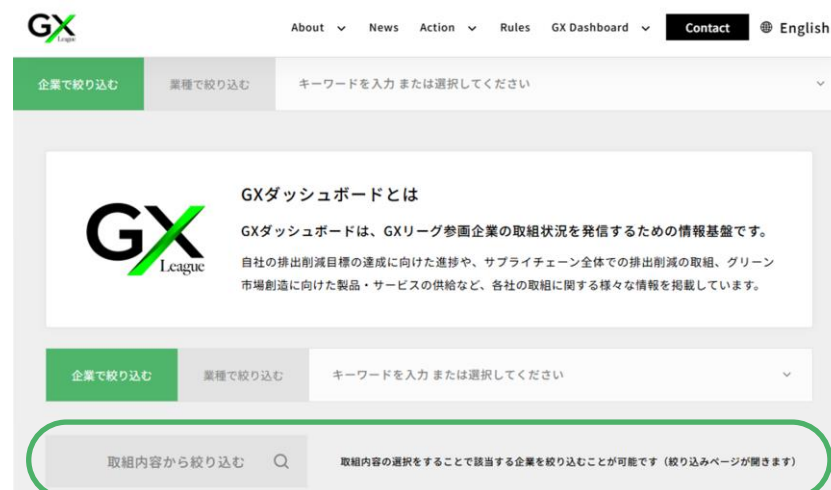 GX
League
About News Action Rules GX Dashboard Contact English
企業で絞り込む 業種で絞り込む キーワードを入力 または選択してください
GX
League
GXダッシュボードとは
GXダッシュボードは、GXリーグ参画企業の取組状況を発信するための情報基盤です。
自社の排出削減目標の達成に向けた進捗や、サプライチェーン全体での排出削減の取組、グリーン
市場創造に向けた製品・サービスの供給など、各社の取組に関する様々な情報を掲載しています。
企業で絞り込む 業種で絞り込む キーワードを入力 または選択してください
取組内容から絞り込む 取組内容の選択をすることで該当する企業を絞り込むことが可能です（絞り込みページが開きます）